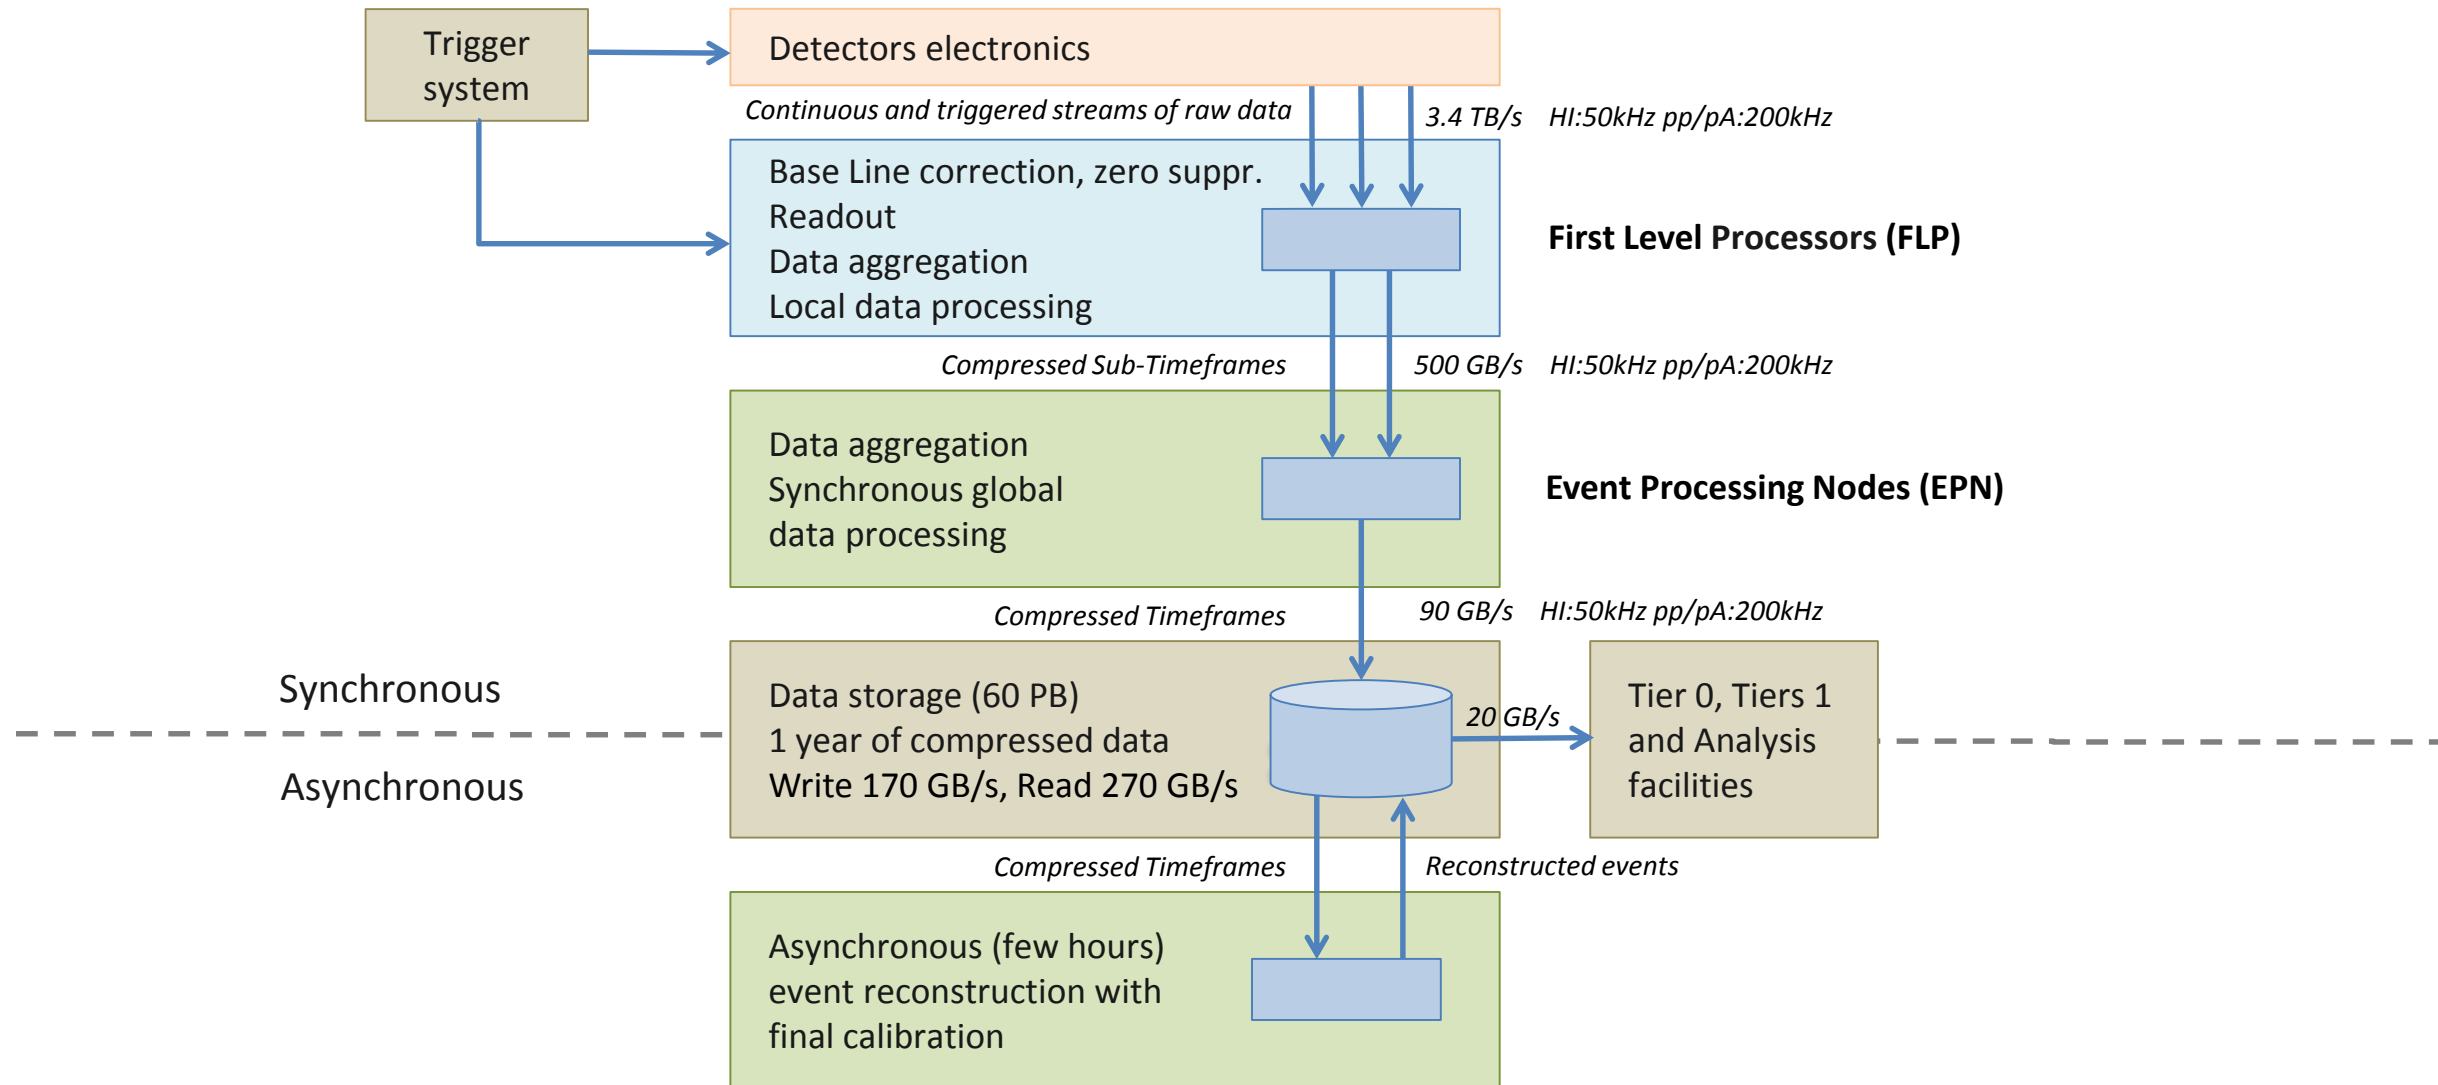 Trigger
system
Detectors electronics
Continuous and triggered streams of raw data
3.4 TB/s HI:50kHz pp/pA:200kHz
Base Line correction, zero suppr.
Readout
Data aggregation
Local data processing
First Level Processors (FLP)
Compressed Sub-Timeframes
500 GB/s HI:50kHz pp/pA:200kHz
Data aggregation
Synchronous global
data processing
Event Processing Nodes (EPN)
Compressed Timeframes
90 GB/s HI:50kHz pp/pA:200kHz
Synchronous
Asynchronous
Data storage (60 PB)
1 year of compressed data
Write 170 GB/s, Read 270 GB/s
20 GB/s
Tier 0, Tiers 1
and Analysis
facilities
Compressed Timeframes
Reconstructed events
Asynchronous (few hours)
event reconstruction with
final calibration